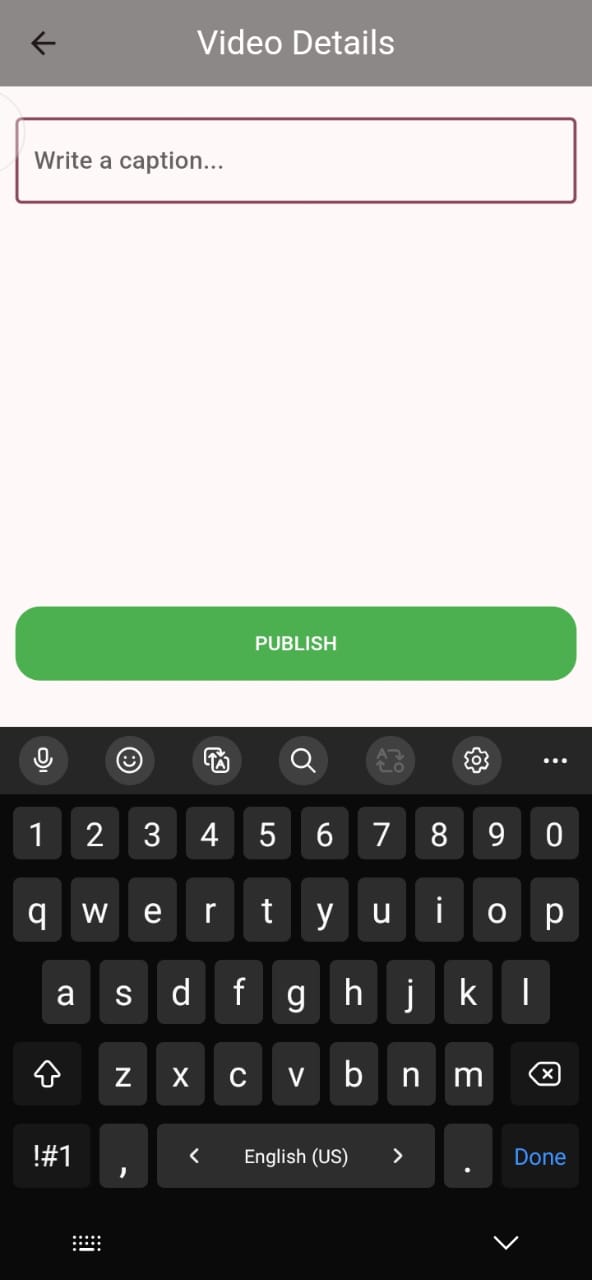 Video Details
Write a caption...
PUBLISH
1 2 3 4 5 6 7 8 9 0
q w e r t y u i o p
a s d f g h j k l
z x c v b n m
!#1 , < English (US) > . Done